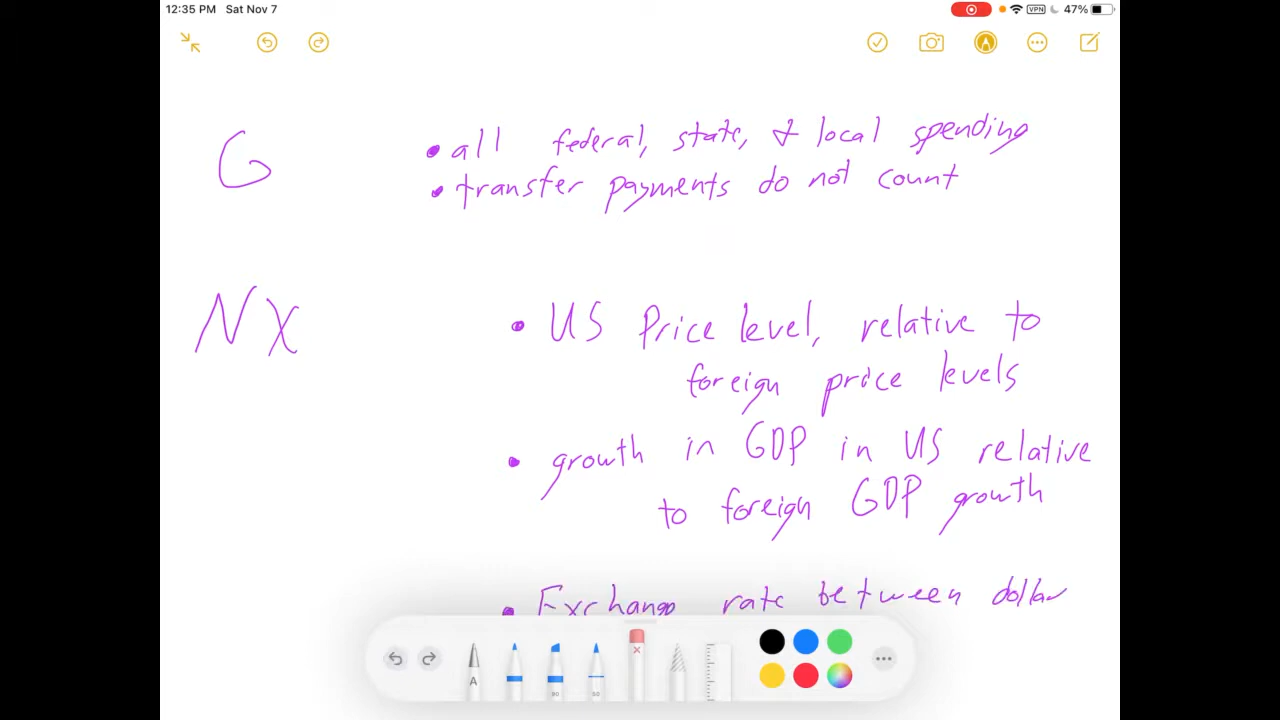 12:35 PM Sat Nov 7
VPN 47%
G
• all federal, state, & local spending
• transfer payments do not count
NX
• US Price level, relative to
foreign price levels
• growth in GDP in US relative
to foreign GDP growth
• Exchange rate between dollar
A